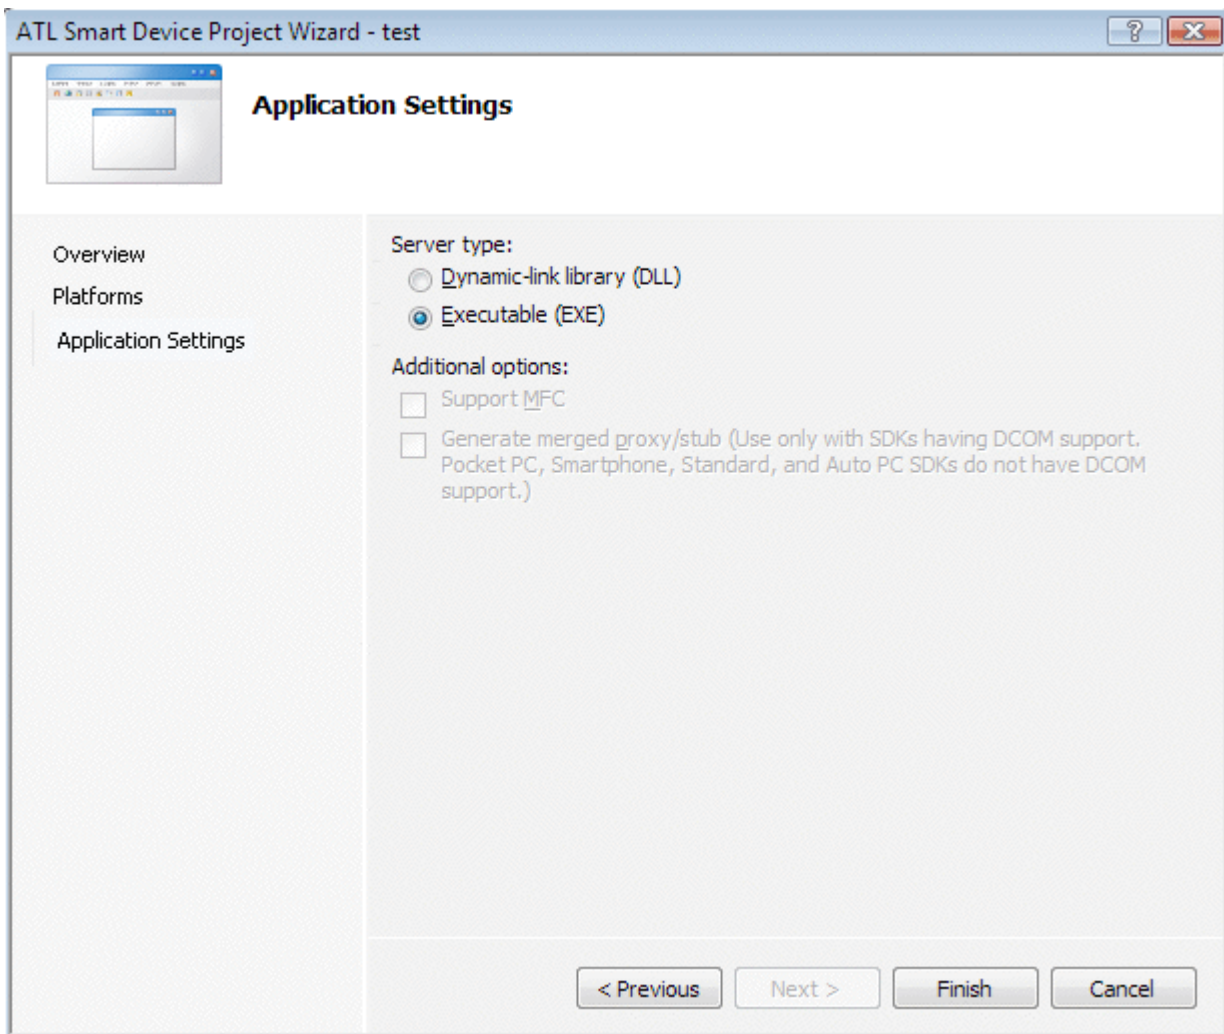 ATL Smart Device Project Wizard - test
Application Settings
Overview
Platforms
Application Settings
Server type:
Dynamic-link library (DLL)
Executable (EXE)
Additional options:
Support MFC
Generate merged proxy/stub (Use only with SDKs having DCOM support.
Pocket PC, Smartphone, Standard, and Auto PC SDKs do not have DCOM
support.)
< Previous
Next >
Finish
Cancel